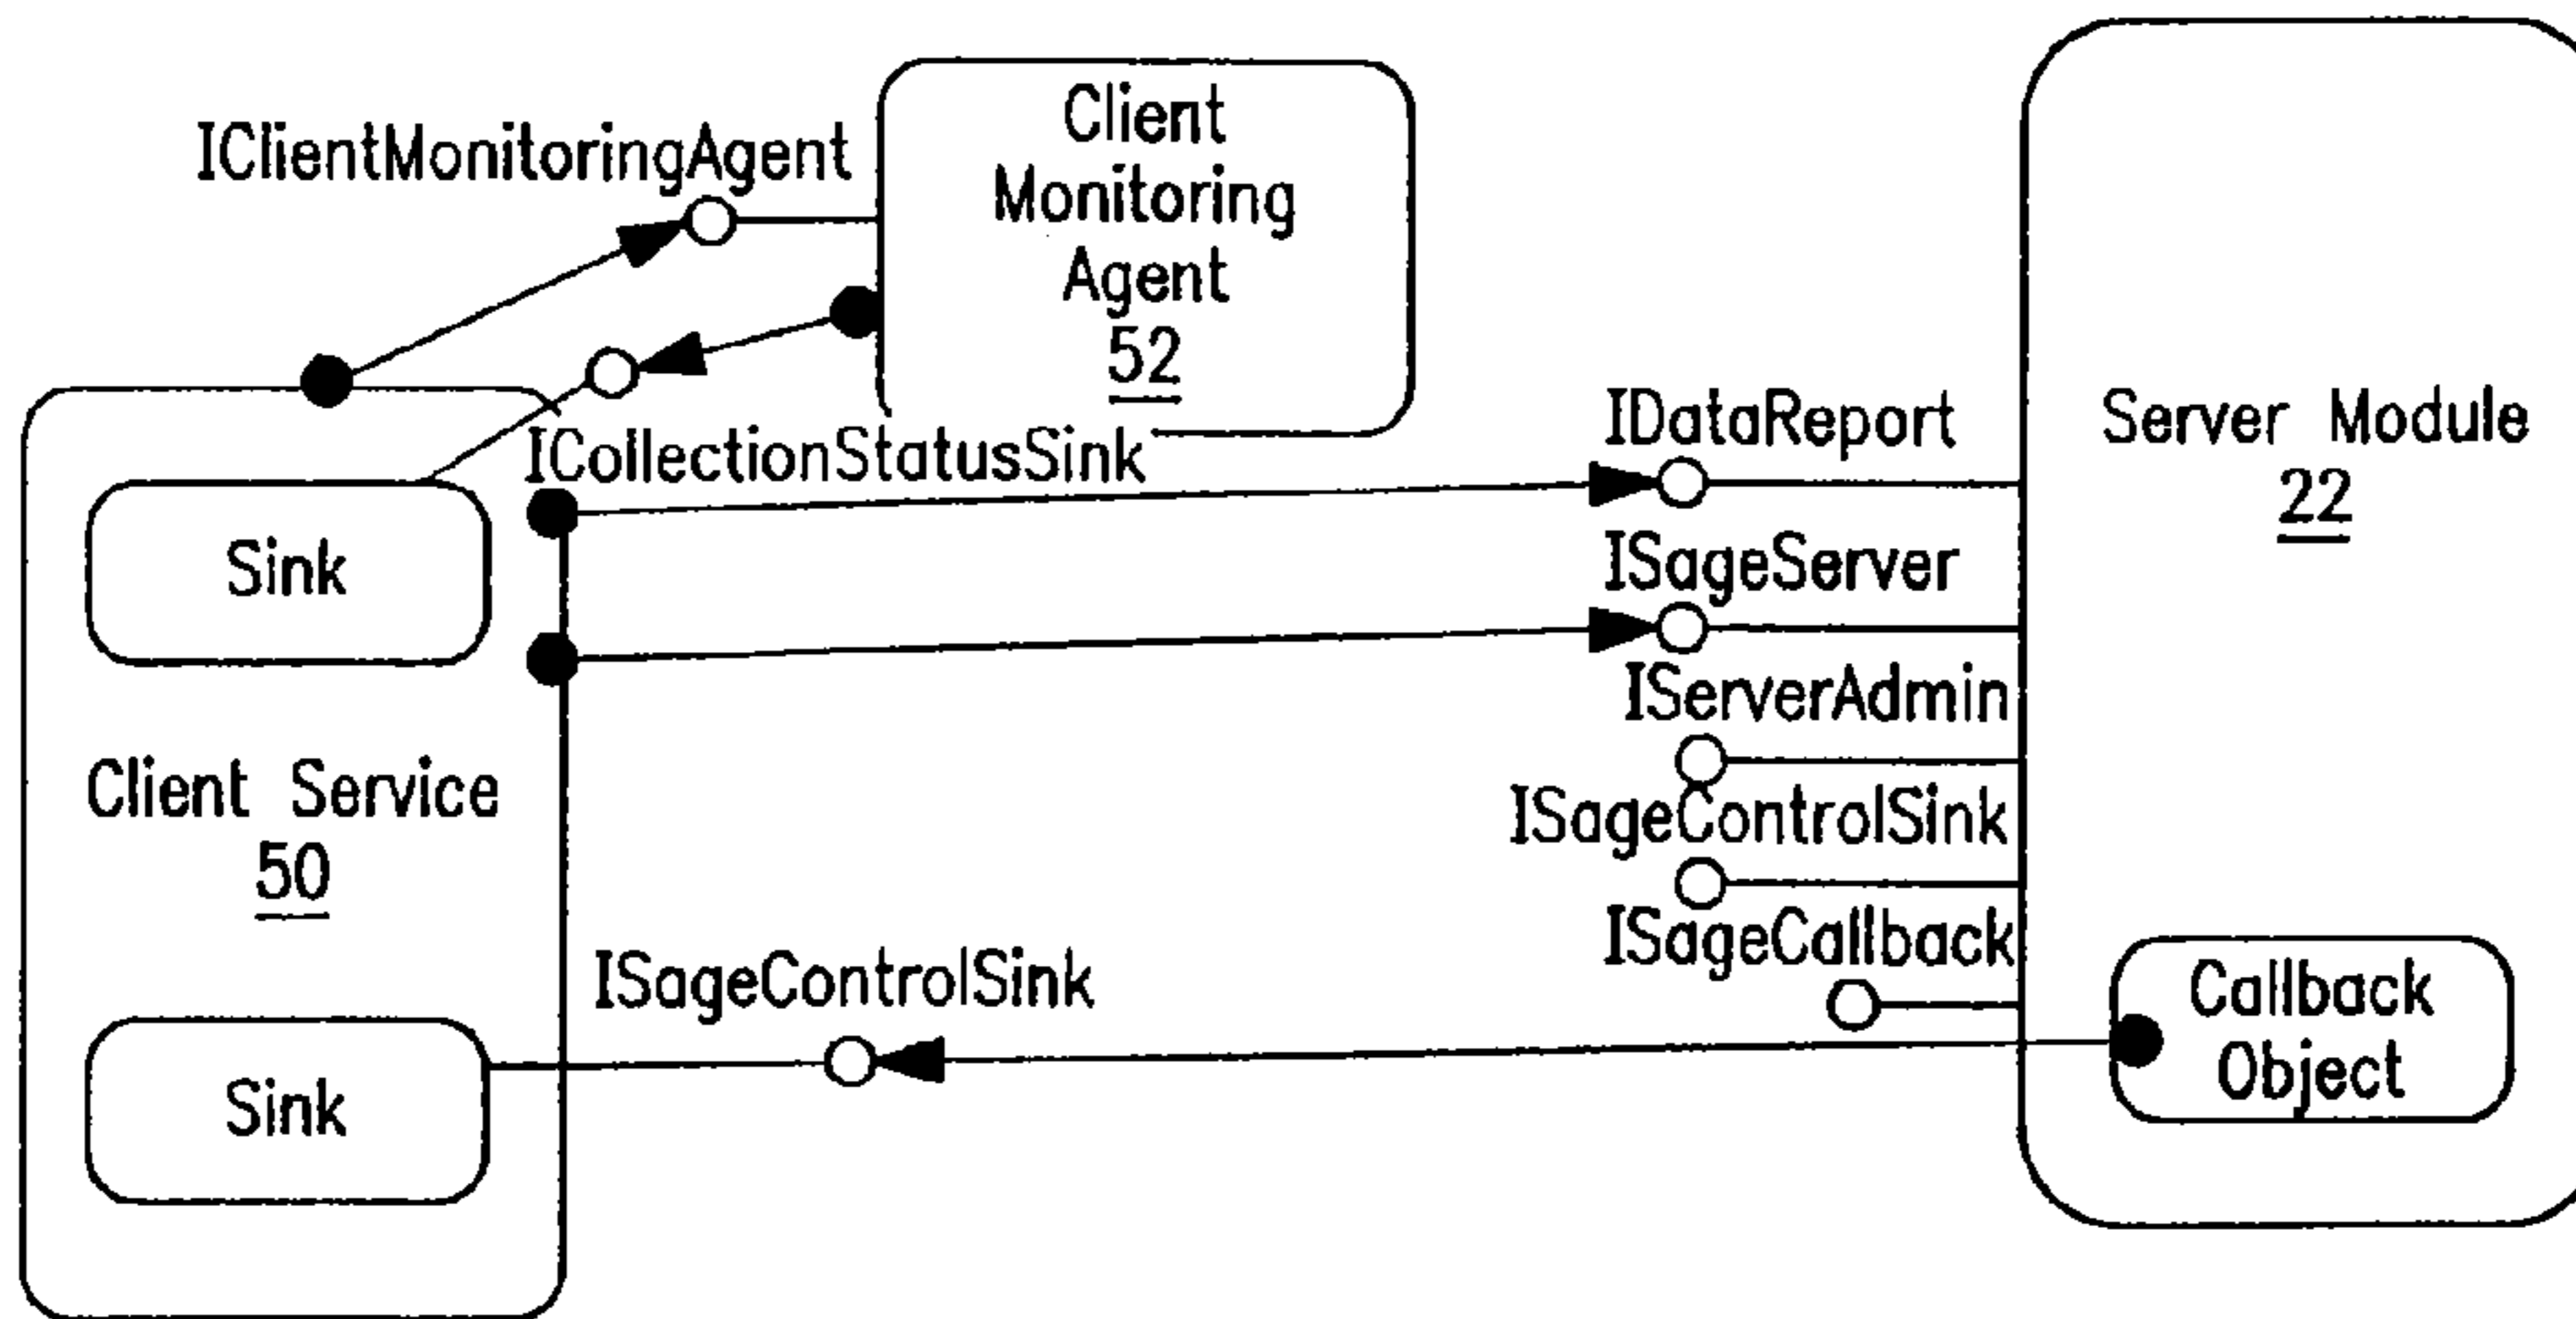 IClientMonitoringAgent
Client
Monitoring
Agent
52
ICollectionStatusSink
Sink
Client Service
50
Sink
ISageControlSink
IDataReport
ISageServer
IServerAdmin
ISageControlSink
ISageCallback
Server Module
22
Callback
Object